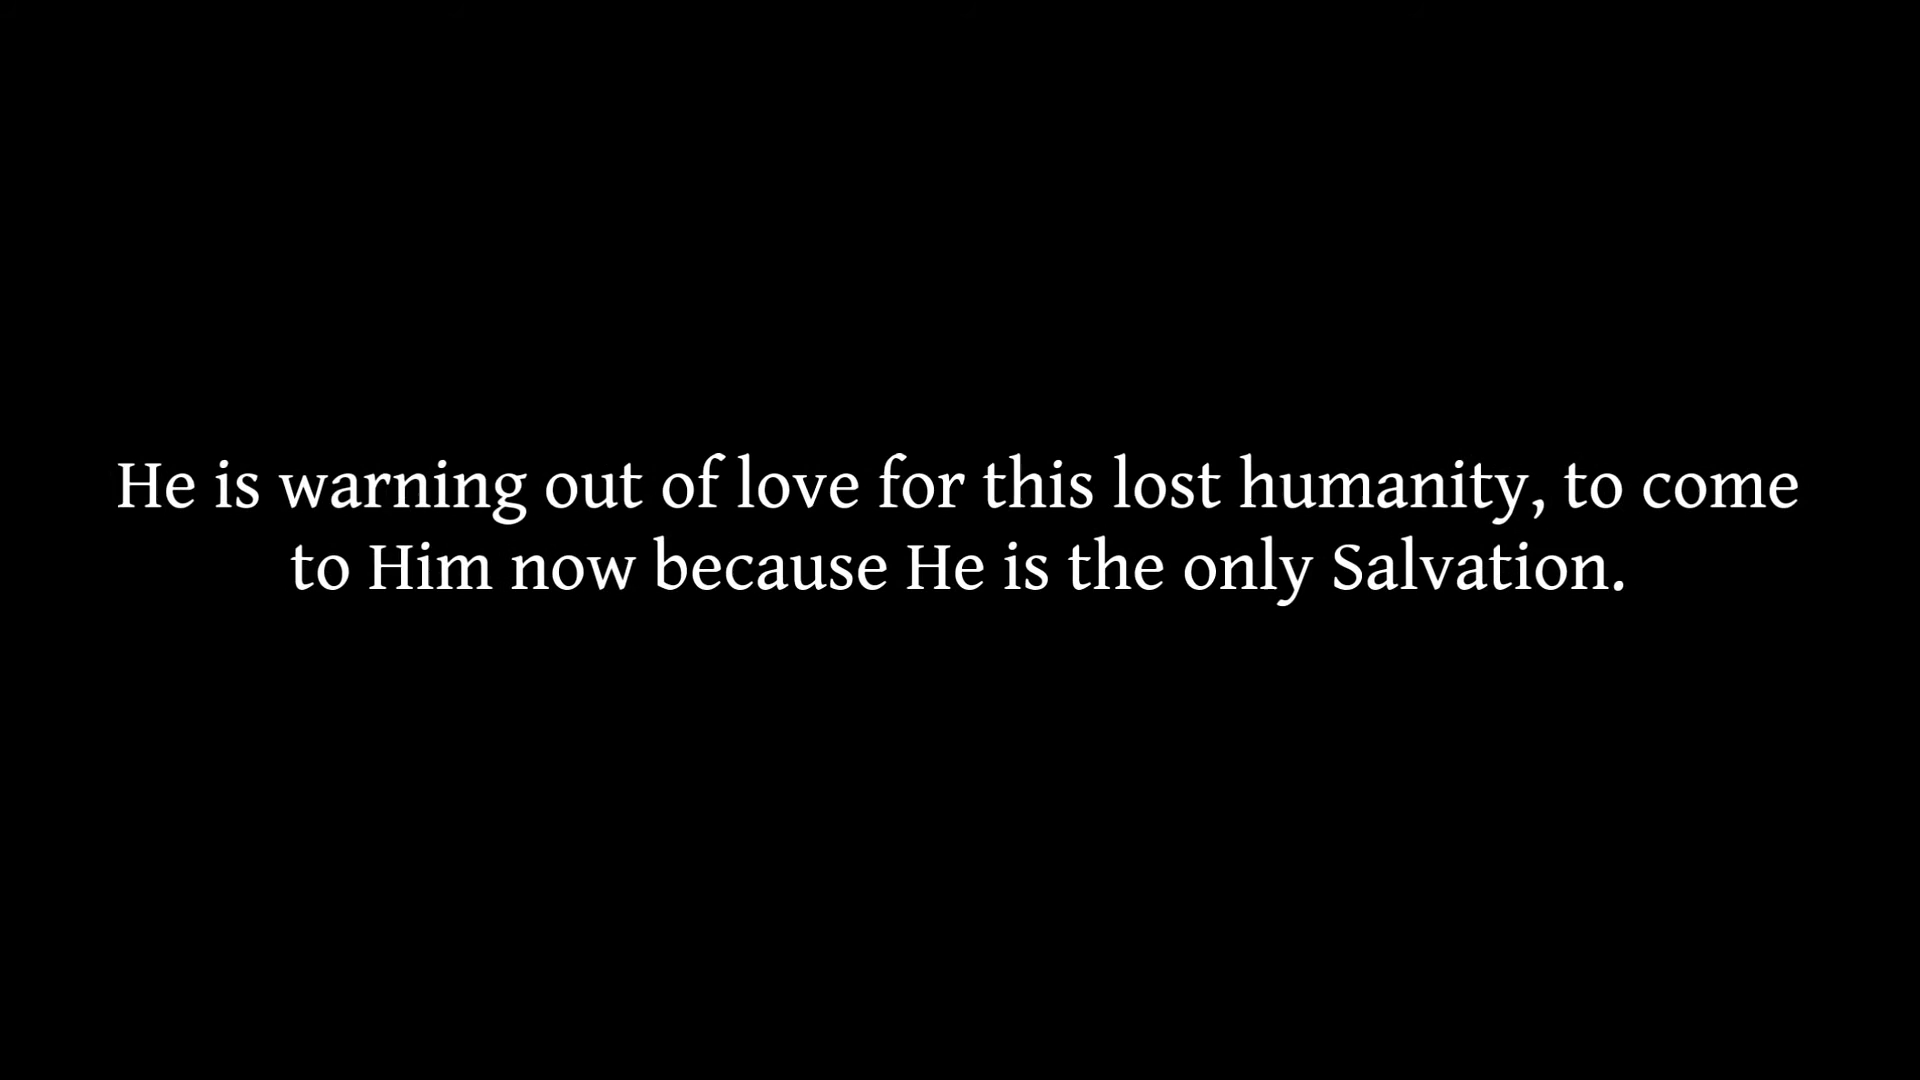 He is warning out of love for this lost humanity, to come
to Him now because He is the only Salvation.